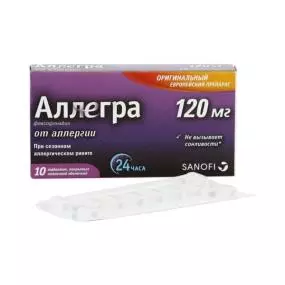 ОРИГИНАЛЬНЫЙ
ЕВРОПЕЙСКИЙ ПРЕПАРАТ
Аллегра
120 мг
фексофенадин
от аллергии
При сезонном
аллергическом рините
✓ Не вызывает
сонливости*
24 ЧАСА
10 таблеток, покрытых
пленочной оболочкой
SANOFI